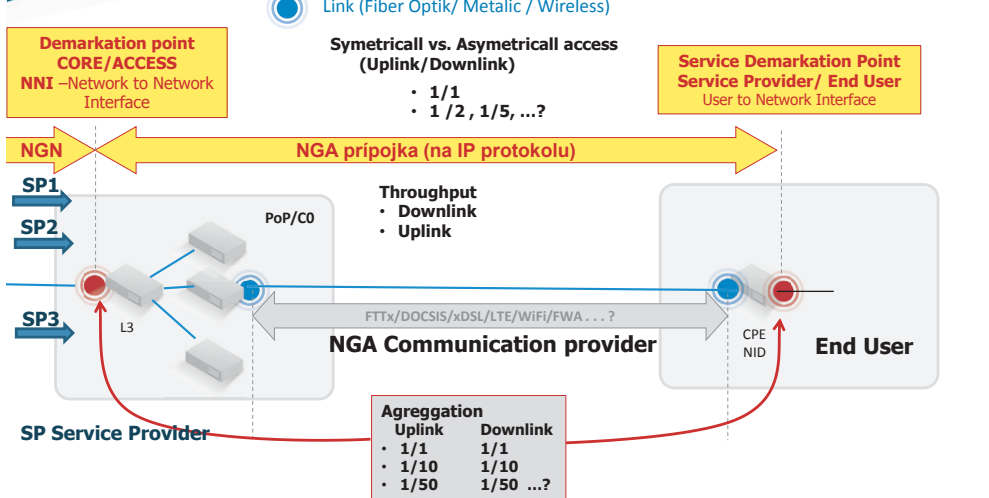 Link (Fiber Optik/ Metalic / Wireless)
Demarkation point
CORE/ACCESS
NNI –Network to Network
Interface
Symetricall vs. Asymetricall access
(Uplink/Downlink)
• 1/1
• 1 /2 , 1/5, ...?
Service Demarkation Point
Service Provider/ End User
User to Network Interface
NGN
NGA prípojka (na IP protokolu)
SP1
SP2
SP3
PoP/C0
Throughput
• Downlink
• Uplink
L3
FTTx/DOCSIS/xDSL/LTE/WiFi/FWA . . . ?
NGA Communication provider
CPE
NID
End User
SP Service Provider
Agreggation
Uplink Downlink
• 1/1 1/1
• 1/10 1/10
• 1/50 1/50 ...?